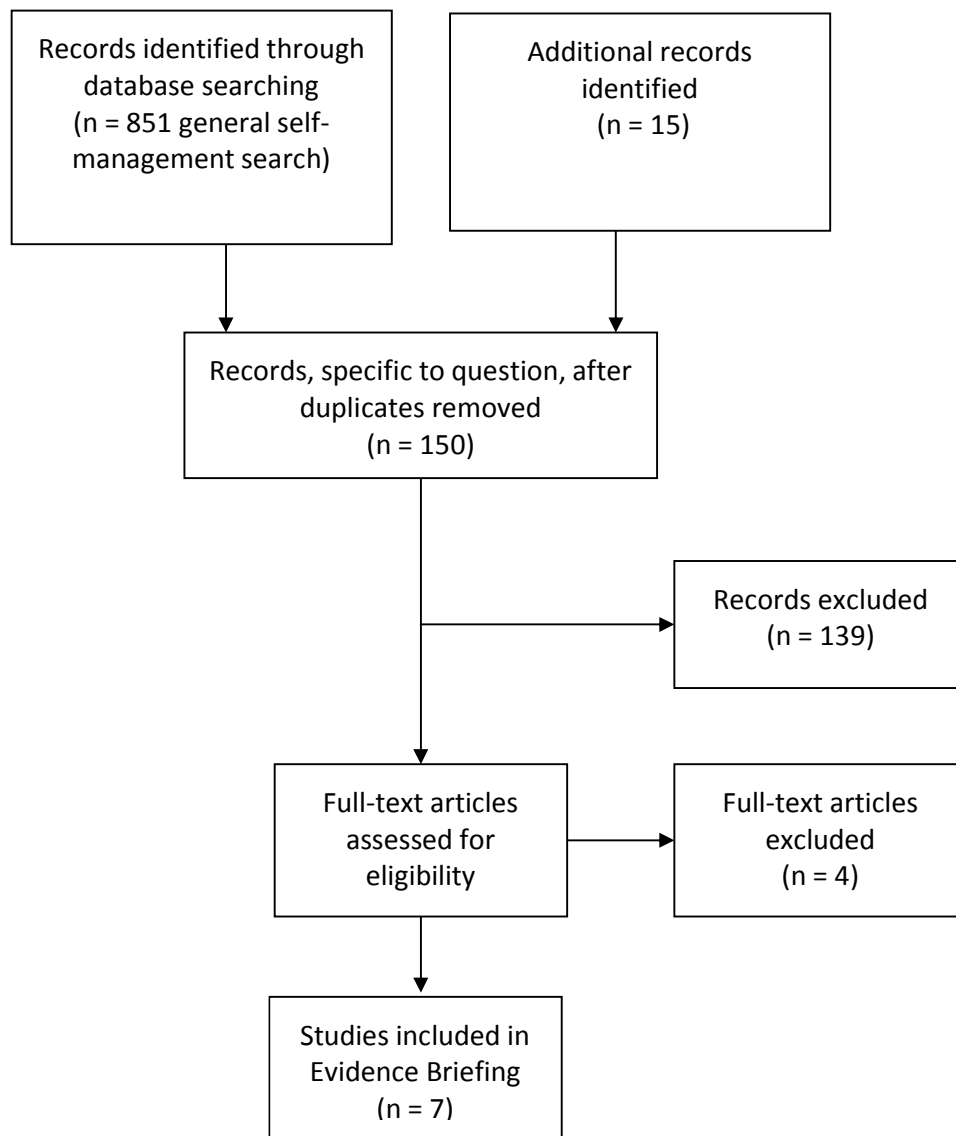 Records identified through
database searching
(n = 851 general self-
management search)
Additional records
identified
(n = 15)
Records, specific to question, after
duplicates removed
(n = 150)
Records excluded
(n = 139)
Full-text articles
assessed for
eligibility
Full-text articles
excluded
(n = 4)
Studies included in
Evidence Briefing
(n = 7)